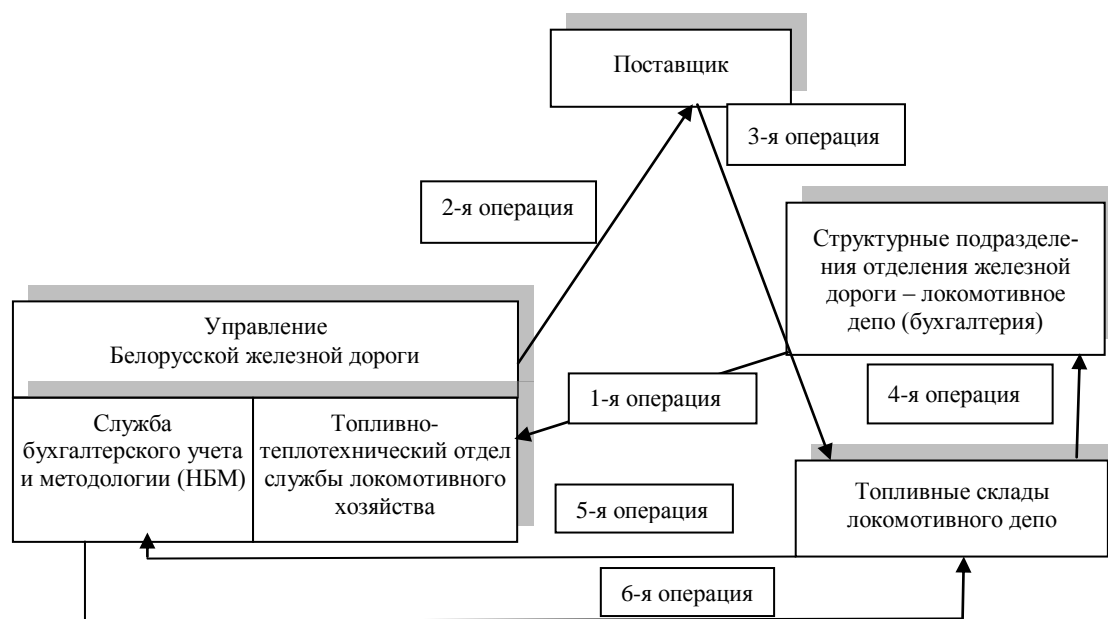 Поставщик
3-я операция
2-я операция
Структурные подразделе-
ния отделения железной
дороги – локомотивное
депо (бухгалтерия)
Управление
Белорусской железной дороги
1-я операция
4-я операция
Служба
бухгалтерского учета
и методологии (НБМ)
Топливно-
теплотехнический отдел
службы локомотивного
хозяйства
5-я операция
Топливные склады
локомотивного депо
6-я операция